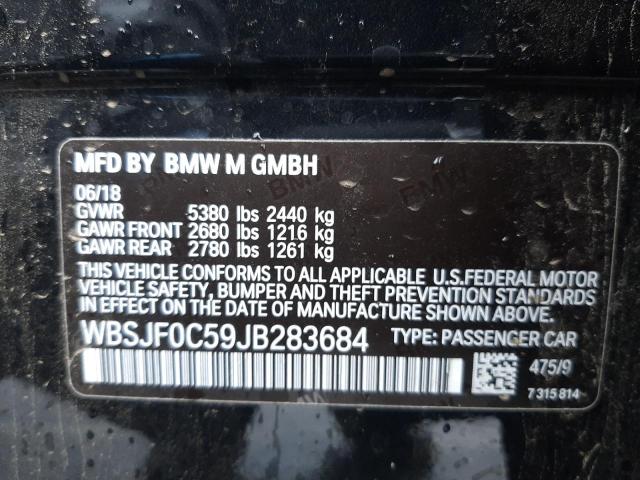 MFD BY BMW M GMBH
06/18
GVWR 5380 lbs 2440 kg
GAWR FRONT 2680 lbs 1216 kg
GAWR REAR 2780 lbs 1261 kg
THIS VEHICLE CONFORMS TO ALL APPLICABLE U.S.FEDERAL MOTOR
VEHICLE SAFETY, BUMPER AND THEFT PREVENTION STANDARDS
IN EFFECT ON THE DATE OF MANUFACTURE SHOWN ABOVE.
WBSJF0C59JB283684 TYPE: PASSENGER CAR
475/9
7 315 814